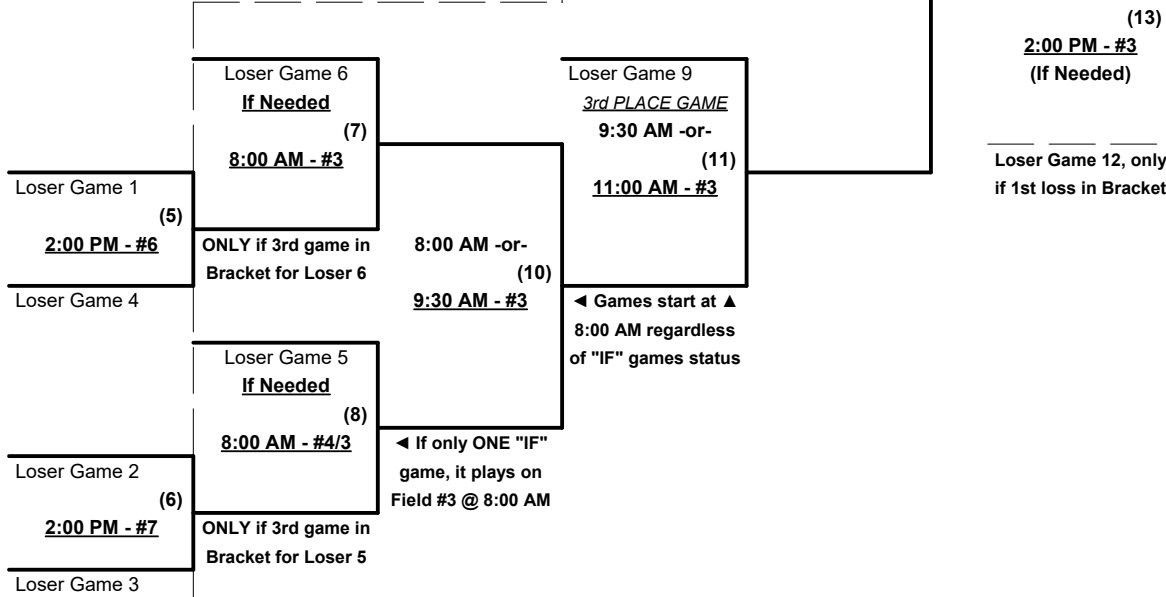 (13)
2:00 PM - #3
(If Needed)
Loser Game 12, only
if 1st loss in Bracket
Loser Game 6
If Needed
(7)
8:00 AM - #3
Loser Game 9
3rd PLACE GAME
9:30 AM -or-
(11)
11:00 AM - #3
Loser Game 1
(5)
2:00 PM - #6
Loser Game 4
ONLY if 3rd game in
Bracket for Loser 6
8:00 AM -or-
(10)
9:30 AM - #3
◄ Games start at ▲
8:00 AM regardless
of "IF" games status
Loser Game 5
If Needed
(8)
8:00 AM - #4/3
◄ If only ONE "IF"
game, it plays on
Field #3 @ 8:00 AM
Loser Game 2
(6)
2:00 PM - #7
Loser Game 3
ONLY if 3rd game in
Bracket for Loser 5